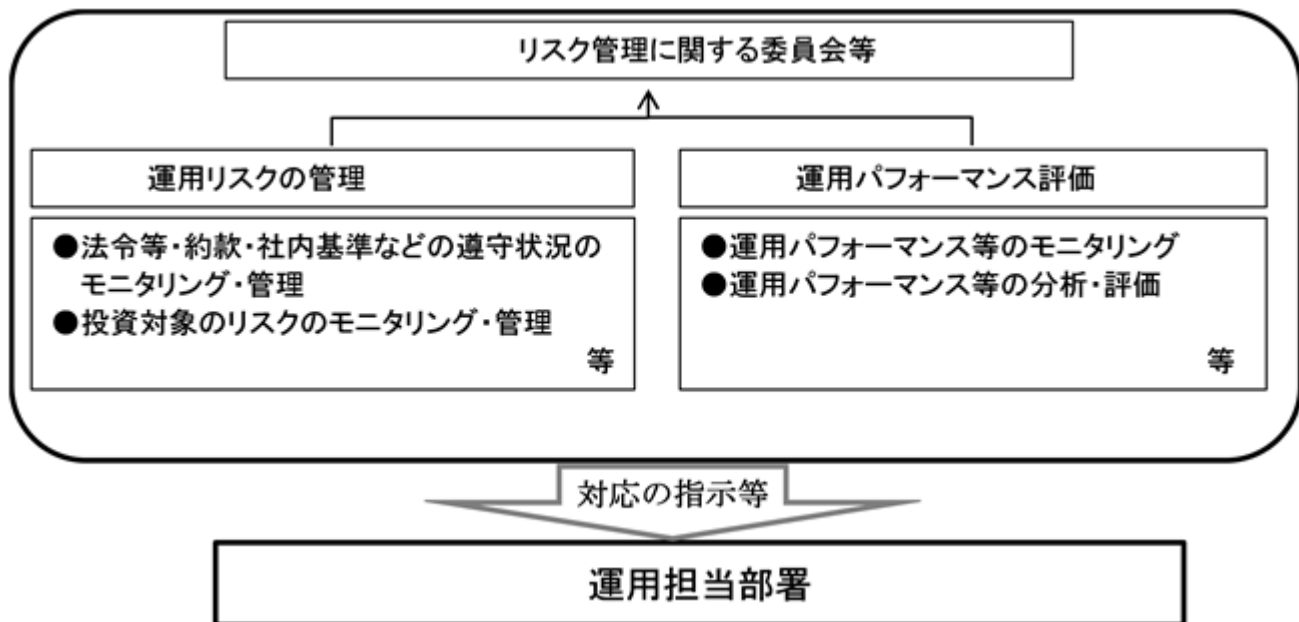 リスク管理に関する委員会等
運用リスクの管理
●法令等・約款・社内基準などの遵守状況の
モニタリング・管理
●投資対象のリスクのモニタリング・管理
等
運用パフォーマンス評価
●運用パフォーマンス等のモニタリング
●運用パフォーマンス等の分析・評価
等
対応の指示等
運用担当部署